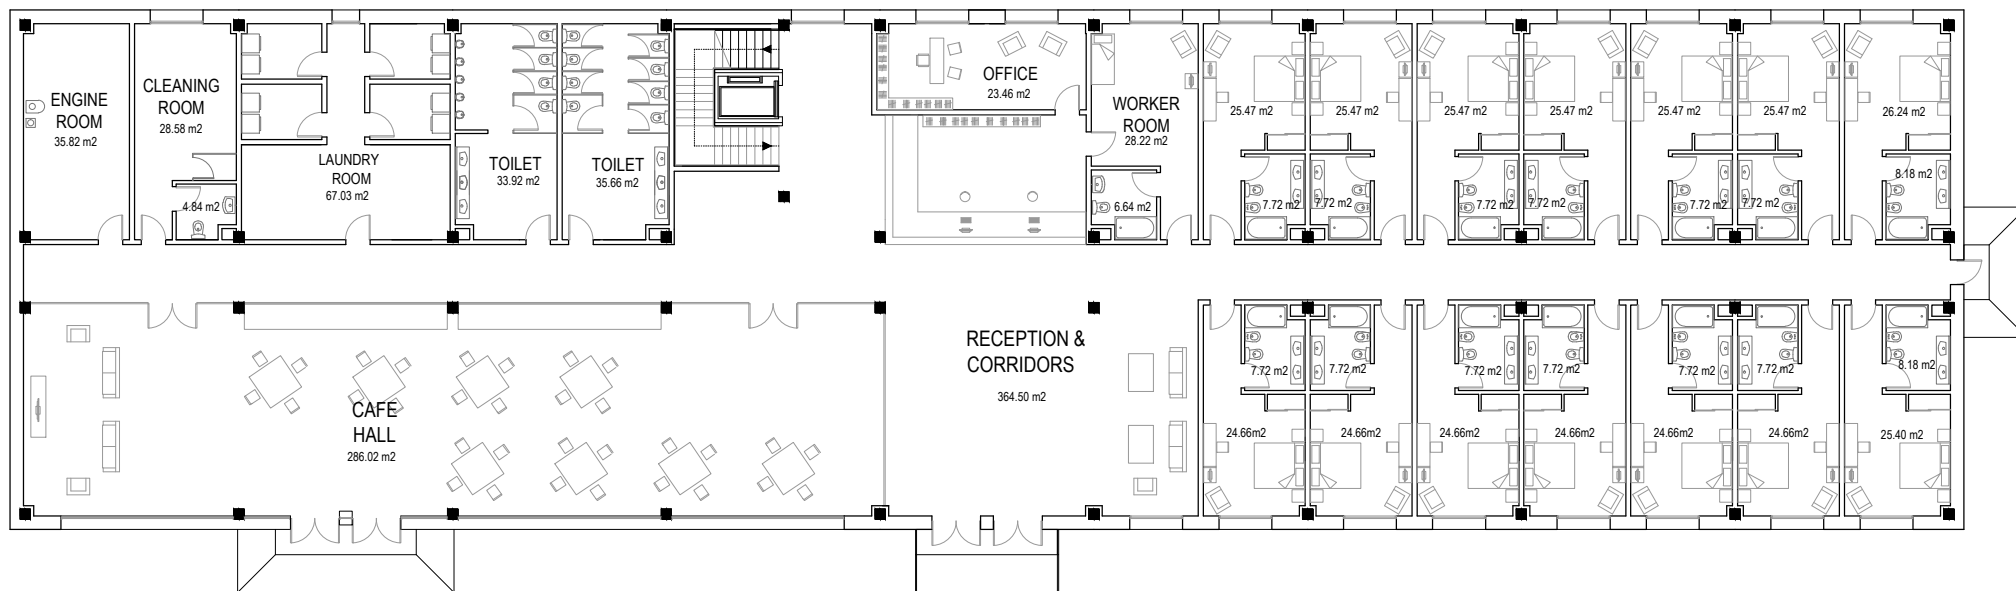 ENGINE
ROOM
35.82 m2
CLEANING
ROOM
28.58 m2
4.84 m2
LAUNDRY
ROOM
67.03 m2
TOILET
33.92 m2
TOILET
35.66 m2
OFFICE
23.46 m2
WORKER
ROOM
28.22 m2
6.64 m2
25.47 m2
25.47 m2
25.47 m2
25.47 m2
25.47 m2
25.47 m2
26.24 m2
7.72 m2
7.72 m2
7.72 m2
7.72 m2
7.72 m2
7.72 m2
8.18 m2
CAFE
HALL
286.02 m2
RECEPTION &
CORRIDORS
364.50 m2
7.72 m2
7.72 m2
7.72 m2
7.72 m2
7.72 m2
7.72 m2
8.18 m2
24.66m2
24.66m2
24.66m2
24.66m2
24.66m2
24.66m2
25.40 m2